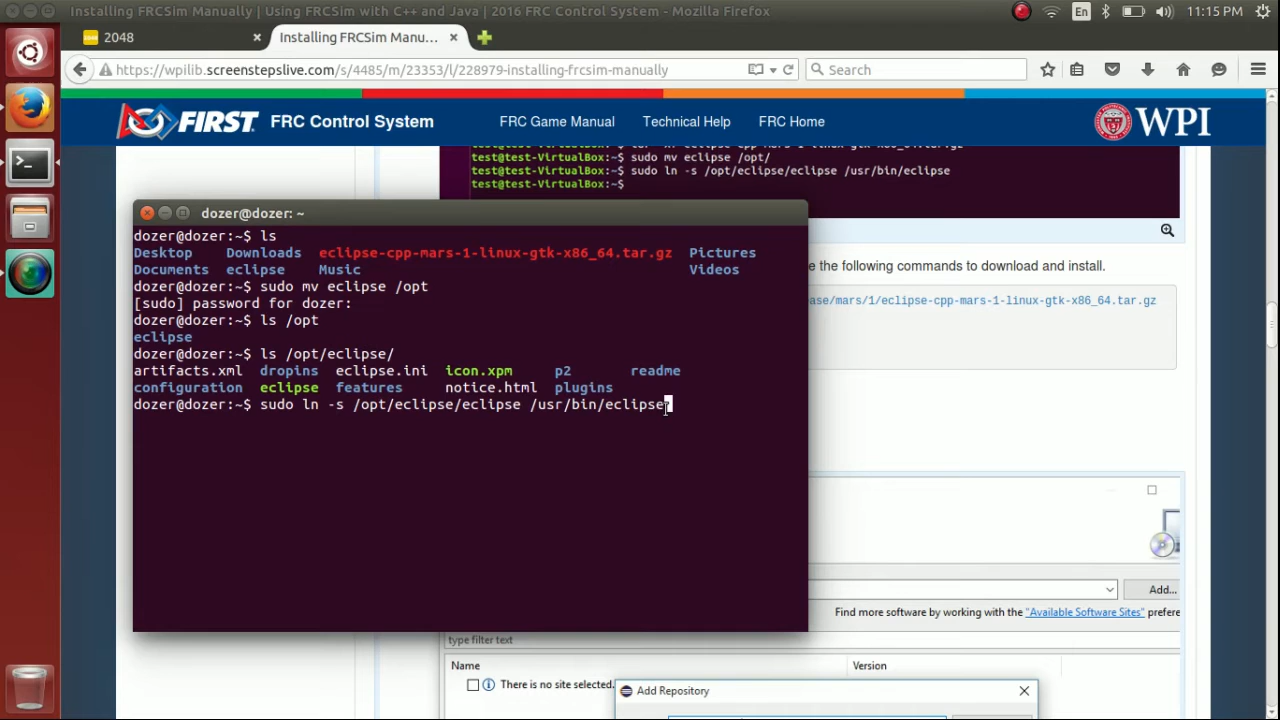 Installing FRCSim Manually | Using FRCSim with C++ and Java | 2016 FRC Control System - Mozilla Firefox
En
11:15 PM
2048
Installing FRCSim Manu...
https://wpilib.screenstepslive.com/s/4485/m/23353/l/228979-installing-frcsim-manually
Search
FIRST
FRC Control System
FRC Game Manual
Technical Help
FRC Home
WPI
test@test-VirtualBox:~$ sudo mv eclipse /opt/
test@test-VirtualBox:~$ sudo ln -s /opt/eclipse/eclipse /usr/bin/eclipse
test@test-VirtualBox:~$
dozer@dozer: ~
dozer@dozer:~$ ls
Desktop Downloads eclipse-cpp-mars-1-linux-gtk-x86_64.tar.gz Pictures
Documents eclipse Music Videos
dozer@dozer:~$ sudo mv eclipse /opt
[sudo] password for dozer:
dozer@dozer:~$ ls /opt
eclipse
dozer@dozer:~$ ls /opt/eclipse/
artifacts.xml dropins eclipse.ini icon.xpm p2 readme
configuration eclipse features notice.html plugins
dozer@dozer:~$ sudo ln -s /opt/eclipse/eclipse /usr/bin/eclipse
the following commands to download and install.
ase/mars/1/eclipse-cpp-mars-1-linux-gtk-x86_64.tar.gz
Add...
Find more software by working with the "Available Software Sites" prefere
type filter text
Name Version
There is no site selected.
Add Repository